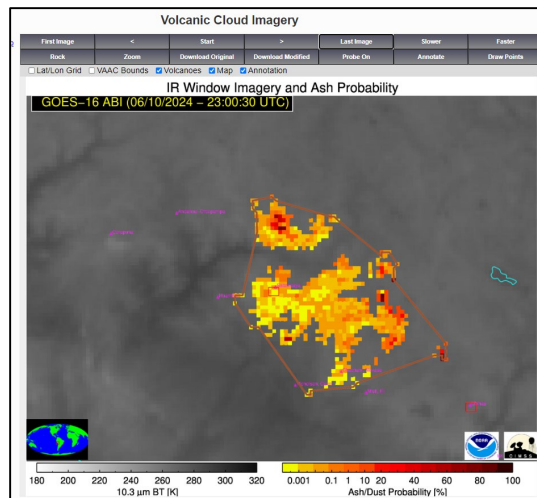 Volcanic Cloud Imagery
First Image < Start > Last Image Slower Faster
Rock Zoom Download Original Download Modified Probe On Annotate Draw Points
Lat/Lon Grid VAAC Bounds Volcanoes Map Annotation
IR Window Imagery and Ash Probability
GOES-16 ABI (06/10/2024 - 23:00:30 UTC)
NOAA
CIMSS
180 200 220 240 260 280 300 320
0.001 0.1 1 10 20 40 60 80 100
10.3 µm BT [K]
Ash/Dust Probability [%]